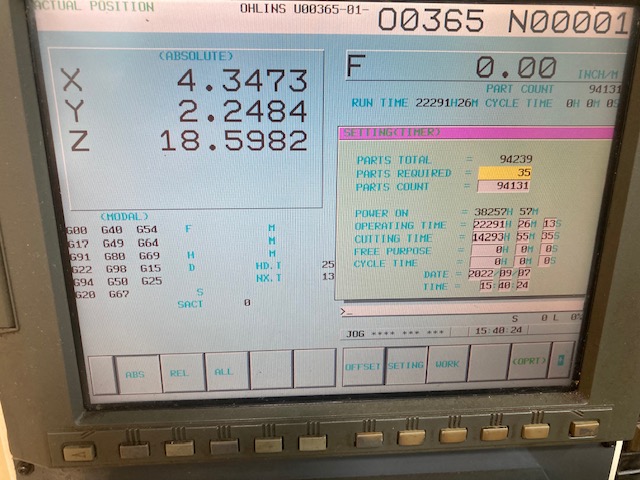 ACTUAL POSITION OHLINS U00365-01- O0365 N00001
(ABSOLUTE)
X 4.3473
Y 2.2484
Z 18.5982
F 0.00 INCH/M
PART COUNT 94131
RUN TIME 22291H26M CYCLE TIME 0H 0M 0S
SETTING(TIMER)
PARTS TOTAL = 94239
PARTS REQUIRED = 35
PARTS COUNT = 94131
POWER ON = 38257H 57M
OPERATING TIME = 22291H 26M 13S
CUTTING TIME = 14293H 55M 35S
FREE PURPOSE = 0H 0M 0S
CYCLE TIME = 0H 0M 0S
DATE = 2022/09/07
TIME = 15:40:24
(MODAL)
G00 G40 G54 F M
G17 G49 G64 M
G91 G80 G69 H M
G22 G98 G15 D HD.T 25
G94 G50 G25 NX.T 13
G20 G67 S
SACT 0
>_
S 0 L 0%
JOG **** *** *** 15:40:24
ABS REL ALL
OFFSET SETING WORK (OPRT)